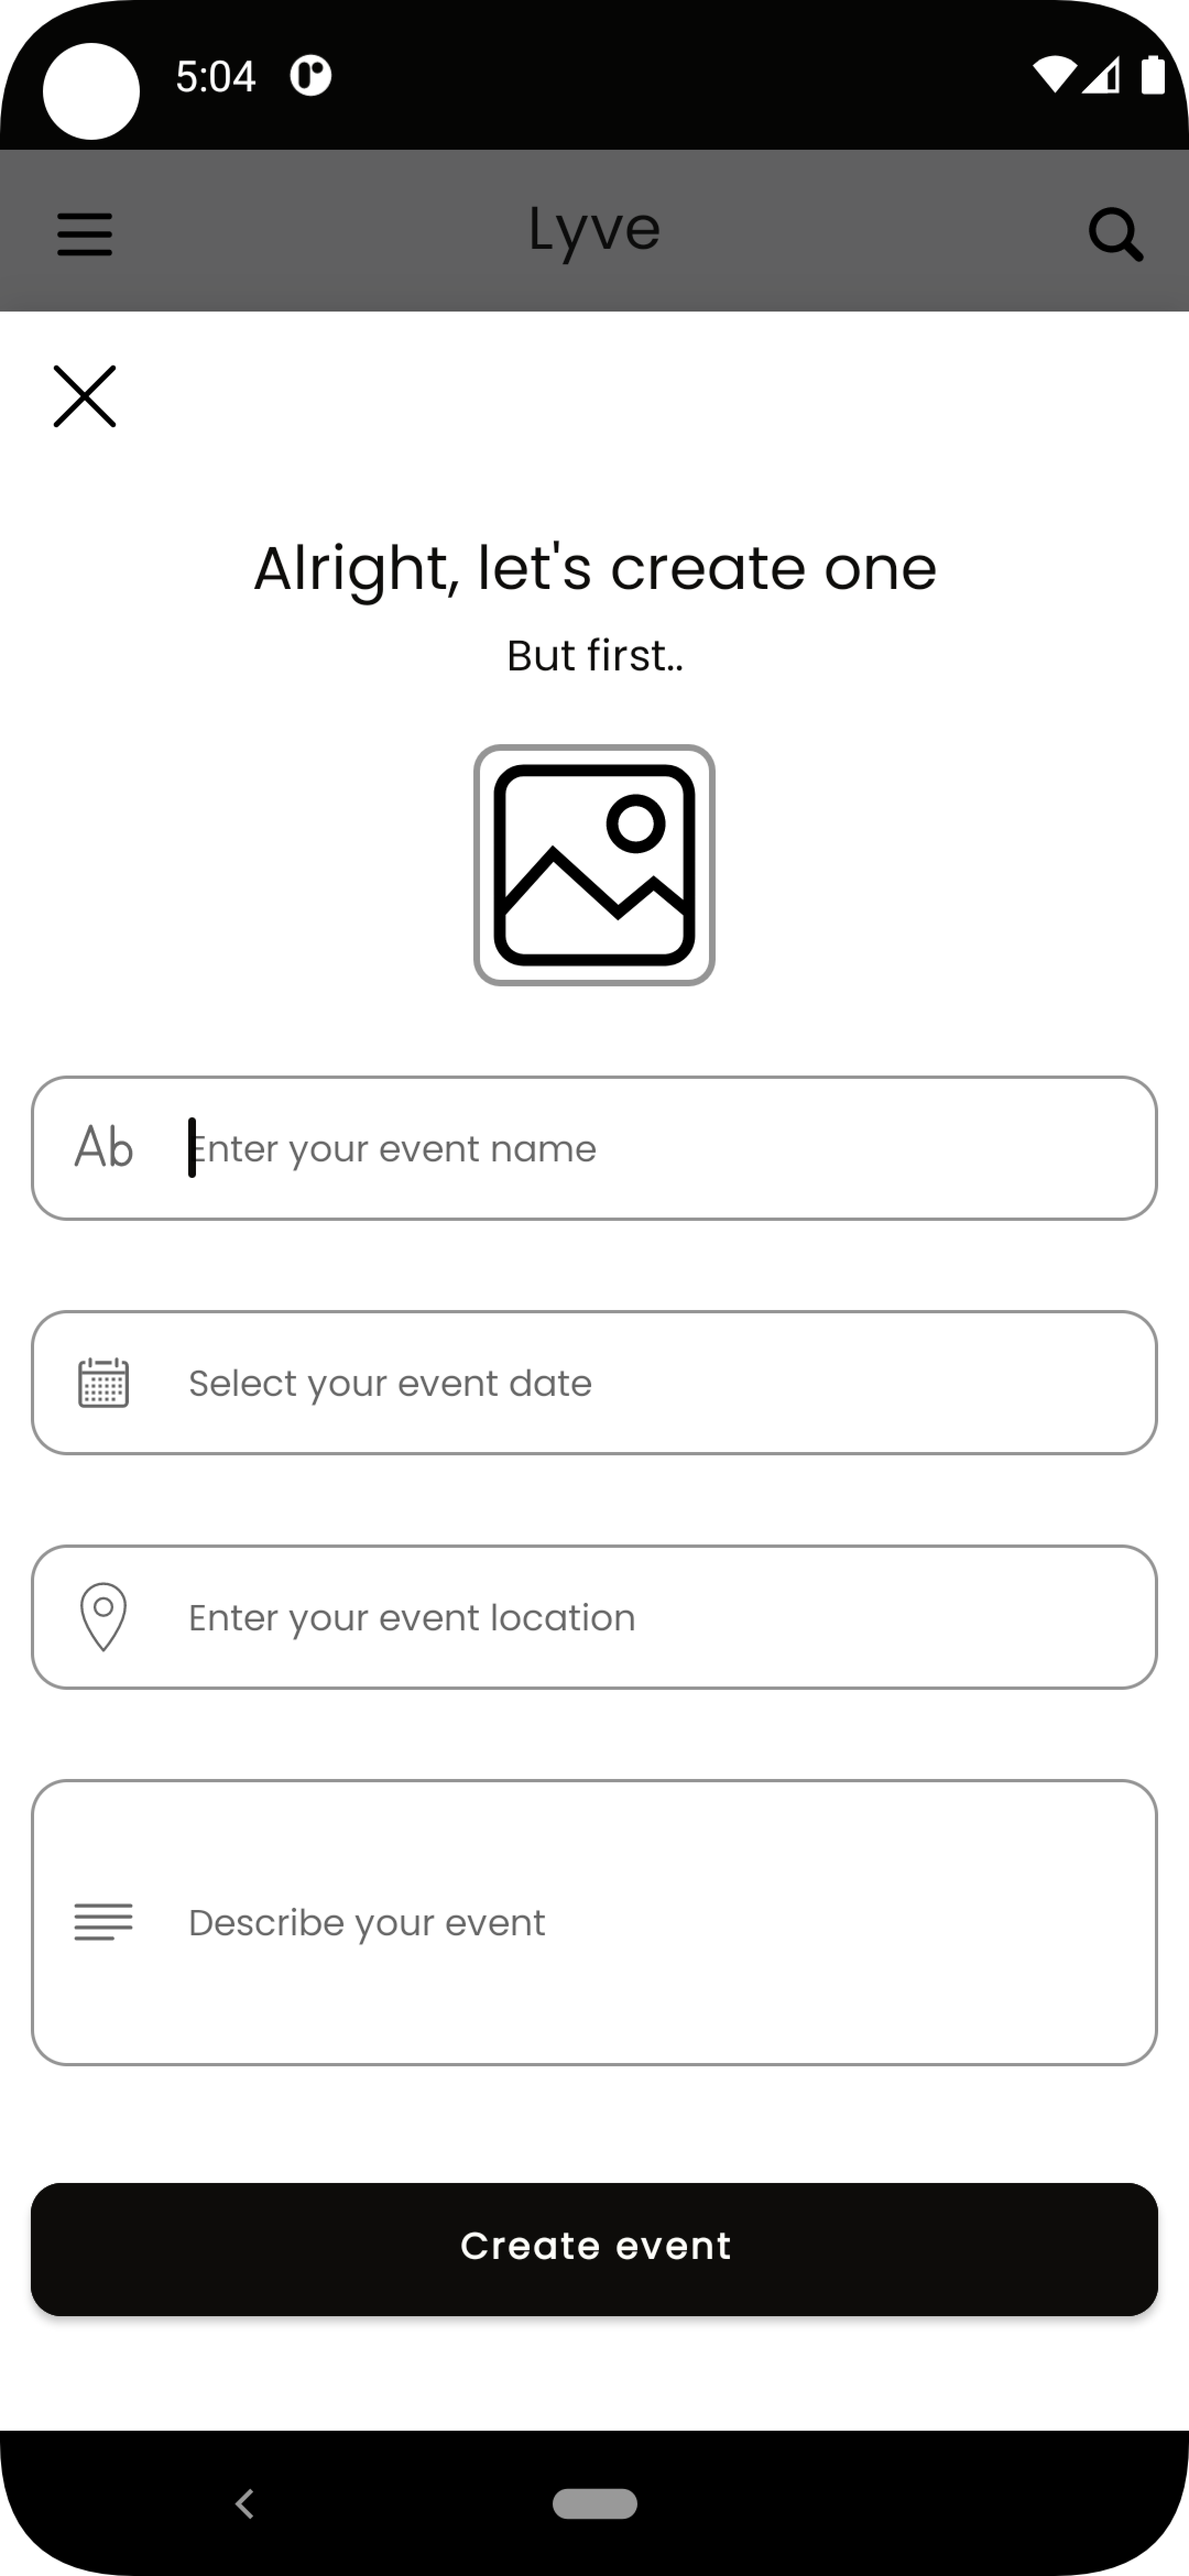 5:04
Lyve
Alright, let's create one
But first..
Ab
Enter your event name
Select your event date
Enter your event location
Describe your event
Create event